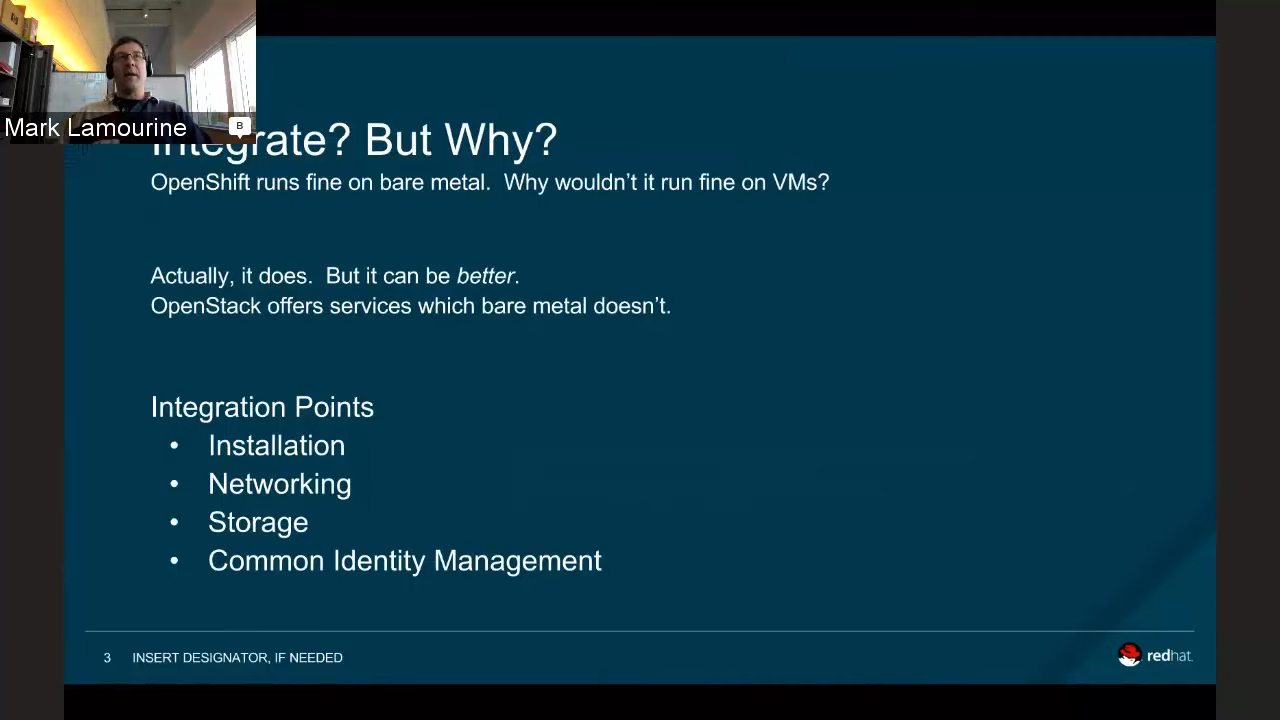 Mark Lamourine
B
Integrate? But Why?
OpenShift runs fine on bare metal.  Why wouldn’t it run fine on VMs?
Actually, it does.  But it can be better.
OpenStack offers services which bare metal doesn’t.
Integration Points
• Installation
• Networking
• Storage
• Common Identity Management
3 INSERT DESIGNATOR, IF NEEDED
redhat.